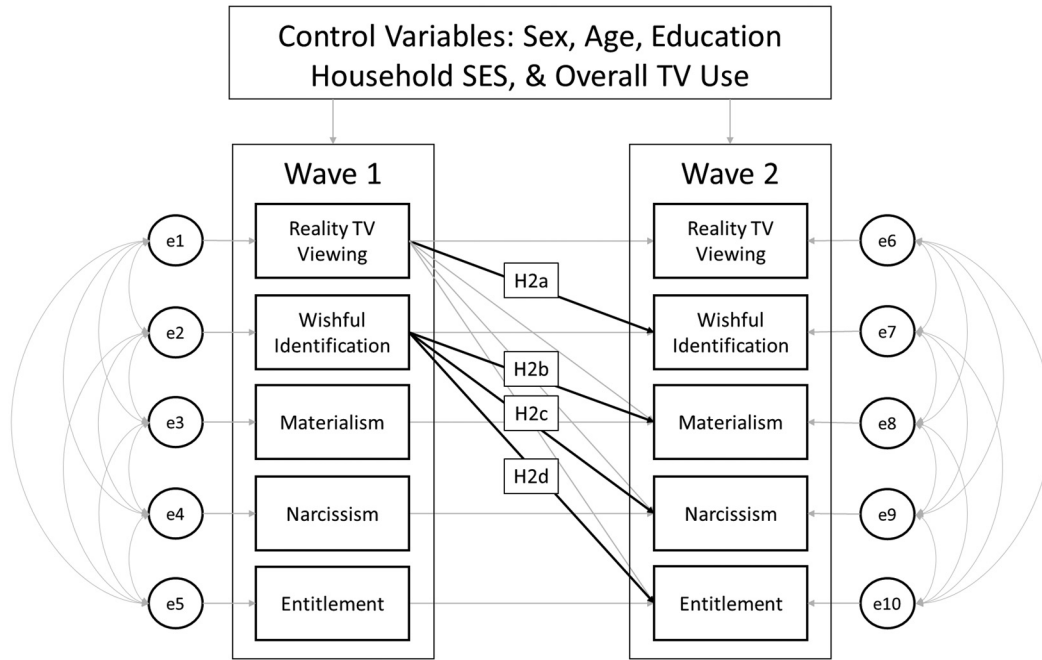 Control Variables: Sex, Age, Education
Household SES, & Overall TV Use
Wave 1
Wave 2
e1
Reality TV
Viewing
Reality TV
Viewing
e6
H2a
e2
Wishful
Identification
Wishful
Identification
e7
H2b
H2c
e3
Materialism
Materialism
e8
H2d
e4
Narcissism
Narcissism
e9
e5
Entitlement
Entitlement
e10